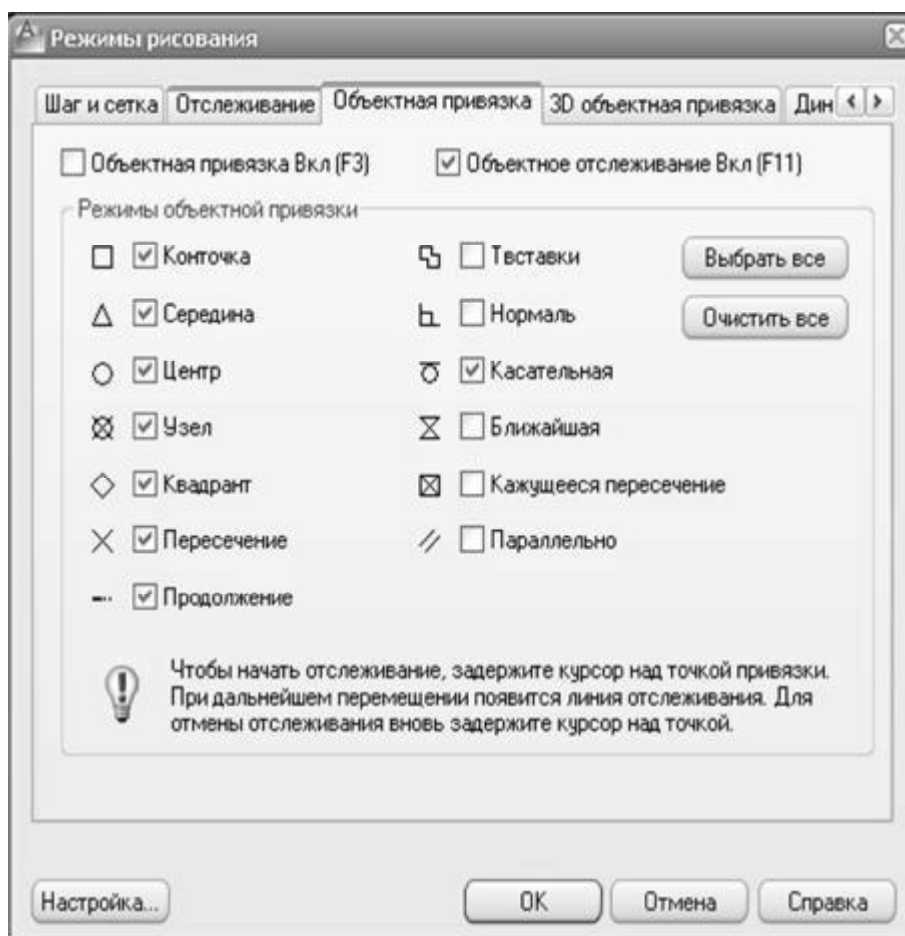 Режимы рисования
Шаг и сетка Отслеживание Объектная привязка 3D объектная привязка Дин
Объектная привязка Вкл (F3) Объектное отслеживание Вкл (F11)
Режимы объектной привязки
Конточка Твставки Выбрать все
Середина Нормаль Очистить все
Центр Касательная
Узел Ближайшая
Квадрант Кажущееся пересечение
Пересечение Параллельно
Продолжение
Чтобы начать отслеживание, задержите курсор над точкой привязки.
При дальнейшем перемещении появится линия отслеживания. Для
отмены отслеживания вновь задержите курсор над точкой.
Настройка... OK Отмена Справка